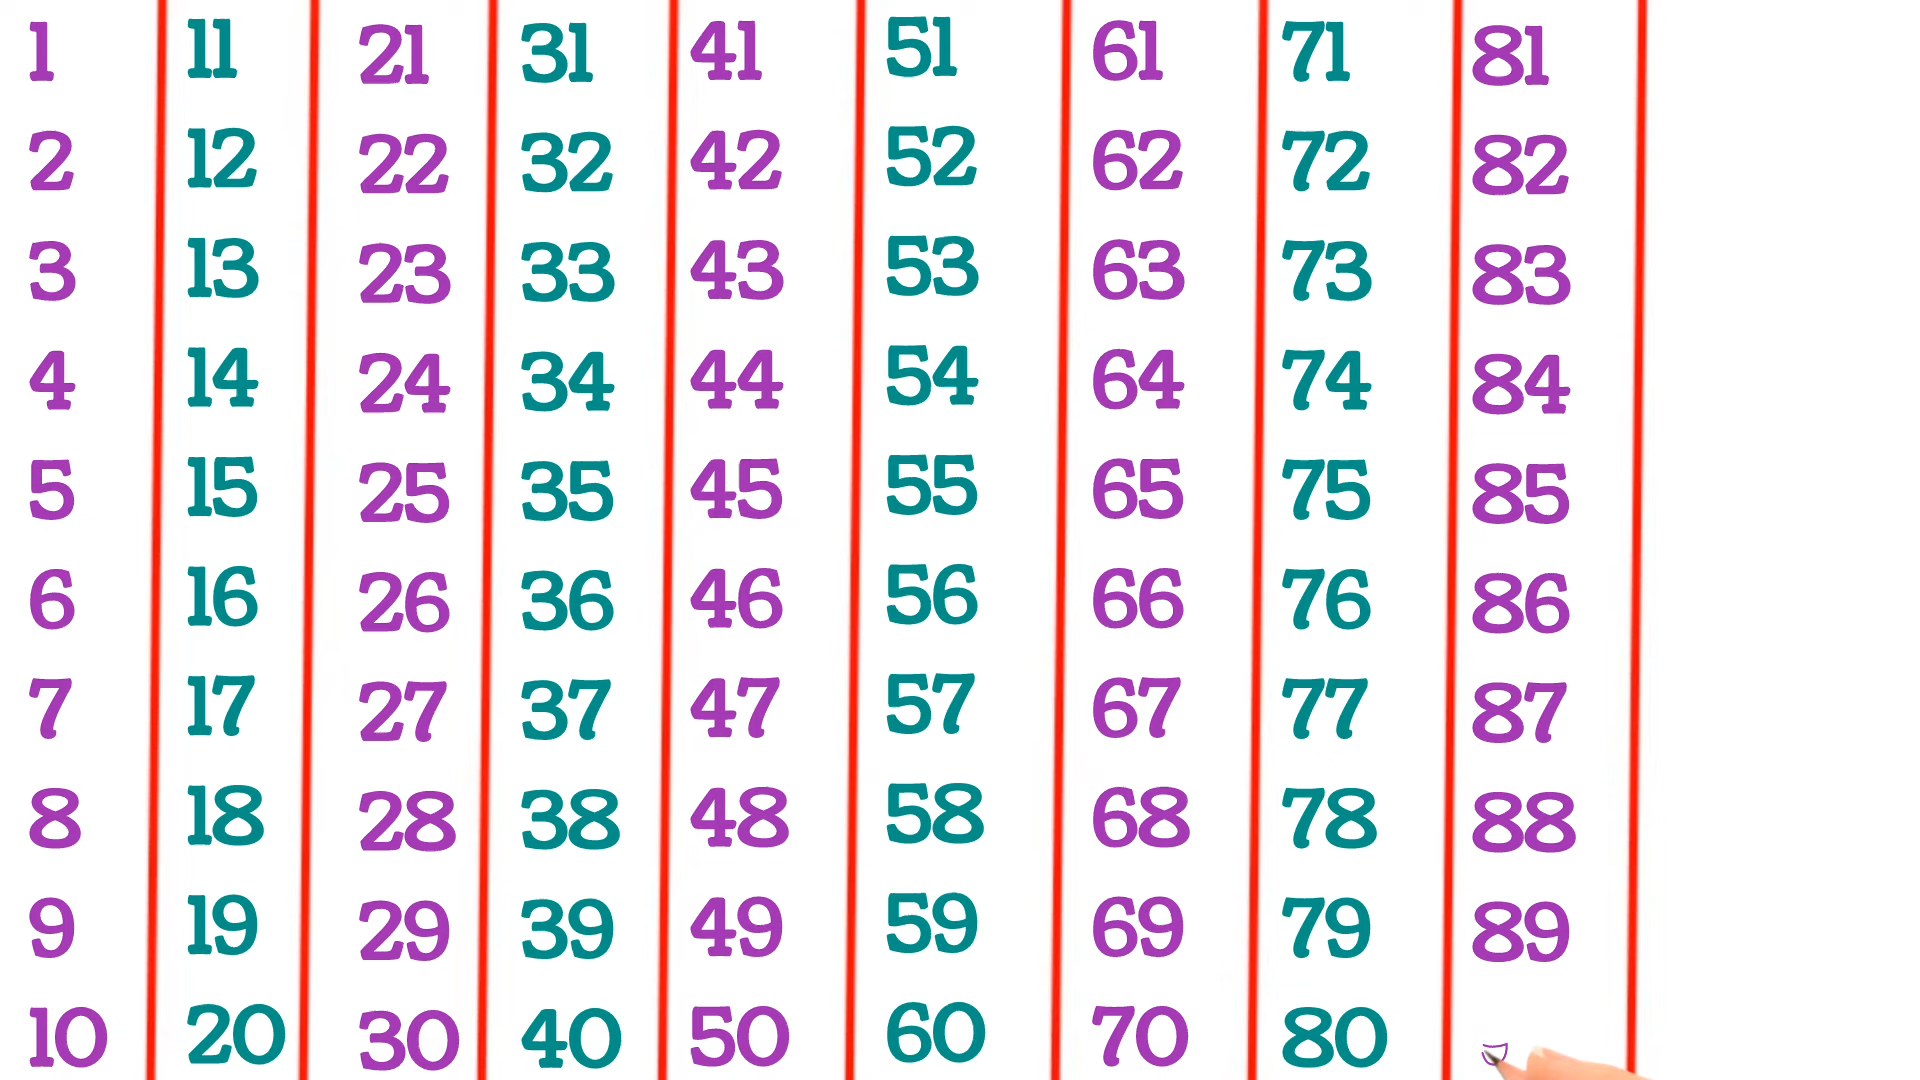 1 11 21 31 41 51 61 71 81
2 12 22 32 42 52 62 72 82
3 13 23 33 43 53 63 73 83
4 14 24 34 44 54 64 74 84
5 15 25 35 45 55 65 75 85
6 16 26 36 46 56 66 76 86
7 17 27 37 47 57 67 77 87
8 18 28 38 48 58 68 78 88
9 19 29 39 49 59 69 79 89
10 20 30 40 50 60 70 80